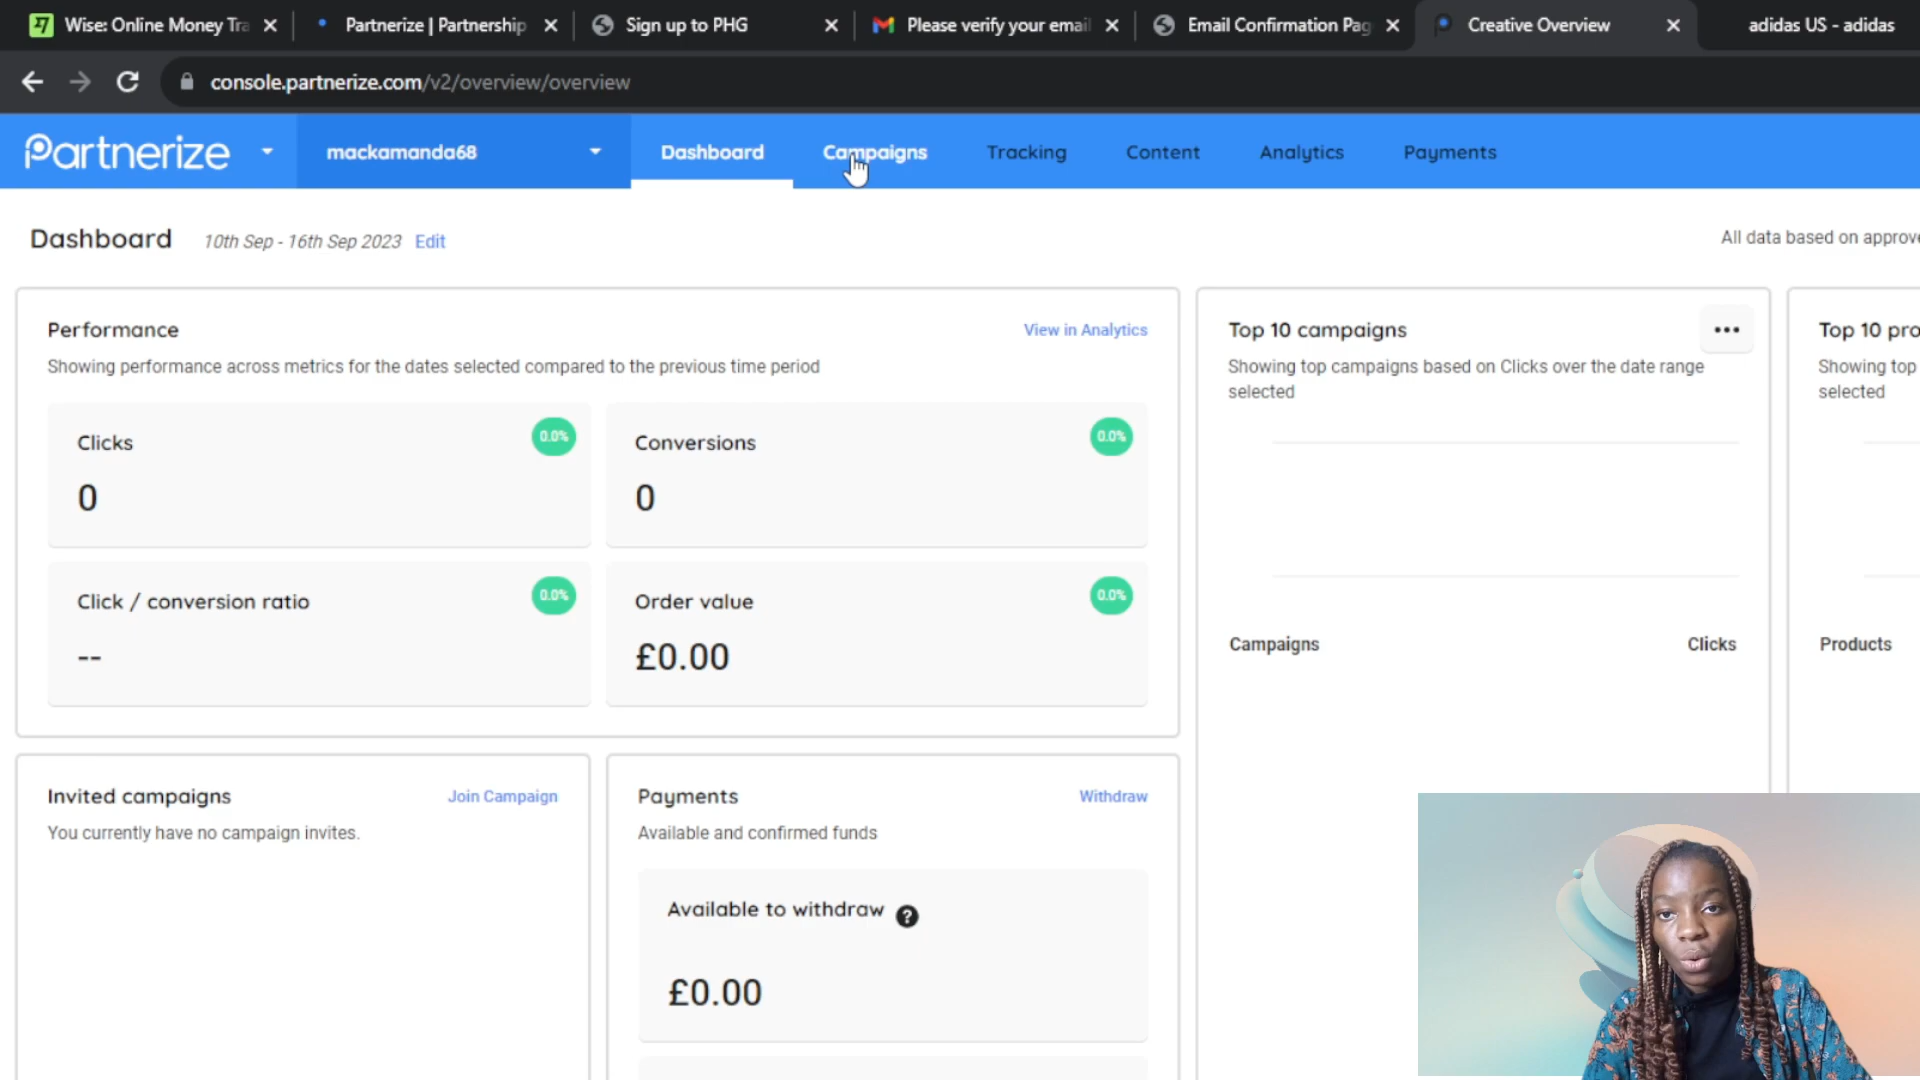 Wise: Online Money Tra
Partnerize | Partnership
Sign up to PHG
Please verify your email
Email Confirmation Pag
Creative Overview
adidas US - adidas
console.partnerize.com/v2/overview/overview
Partnerize
mackamanda68
Dashboard
Campaigns
Tracking
Content
Analytics
Payments
Dashboard
10th Sep - 16th Sep 2023
Edit
All data based on approve
Performance
View in Analytics
Showing performance across metrics for the dates selected compared to the previous time period
Clicks
0.0%
0
Conversions
0.0%
0
Click / conversion ratio
0.0%
--
Order value
0.0%
£0.00
Top 10 campaigns
Showing top campaigns based on Clicks over the date range
selected
Campaigns
Clicks
Top 10 pro
Showing top
selected
Products
Invited campaigns
Join Campaign
You currently have no campaign invites.
Payments
Withdraw
Available and confirmed funds
Available to withdraw ?
£0.00